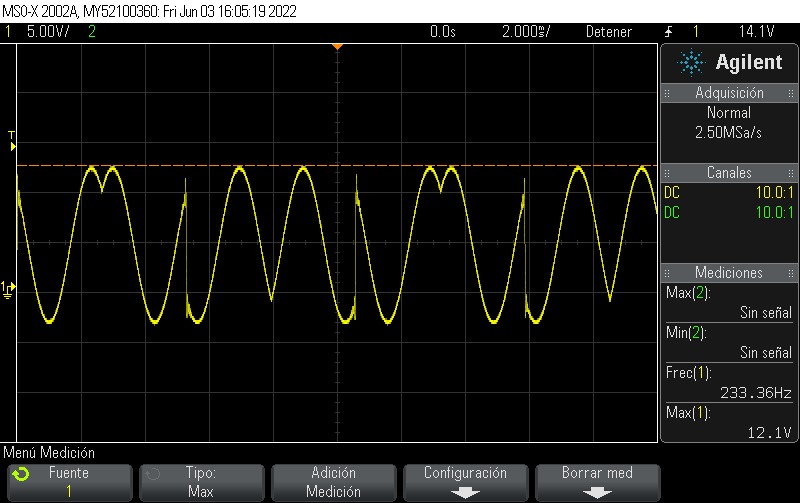 MSO-X 2002A, MY52100360: Fri Jun 03 16:05:19 2022
1 5.00V/ 2 0.0s 2.000ms/ Detener 1 14.1V
Agilent
Adquisición
Normal
2.50MSa/s
Canales
DC 10.0:1
DC 10.0:1
Mediciones
Max(2):
Sin señal
Min(2):
Sin señal
Frec(1):
233.36Hz
Max(1):
12.1V
T
1
Menú Medición
Fuente
1
Tipo:
Max
Adición
Medición
Configuración
Borrar med